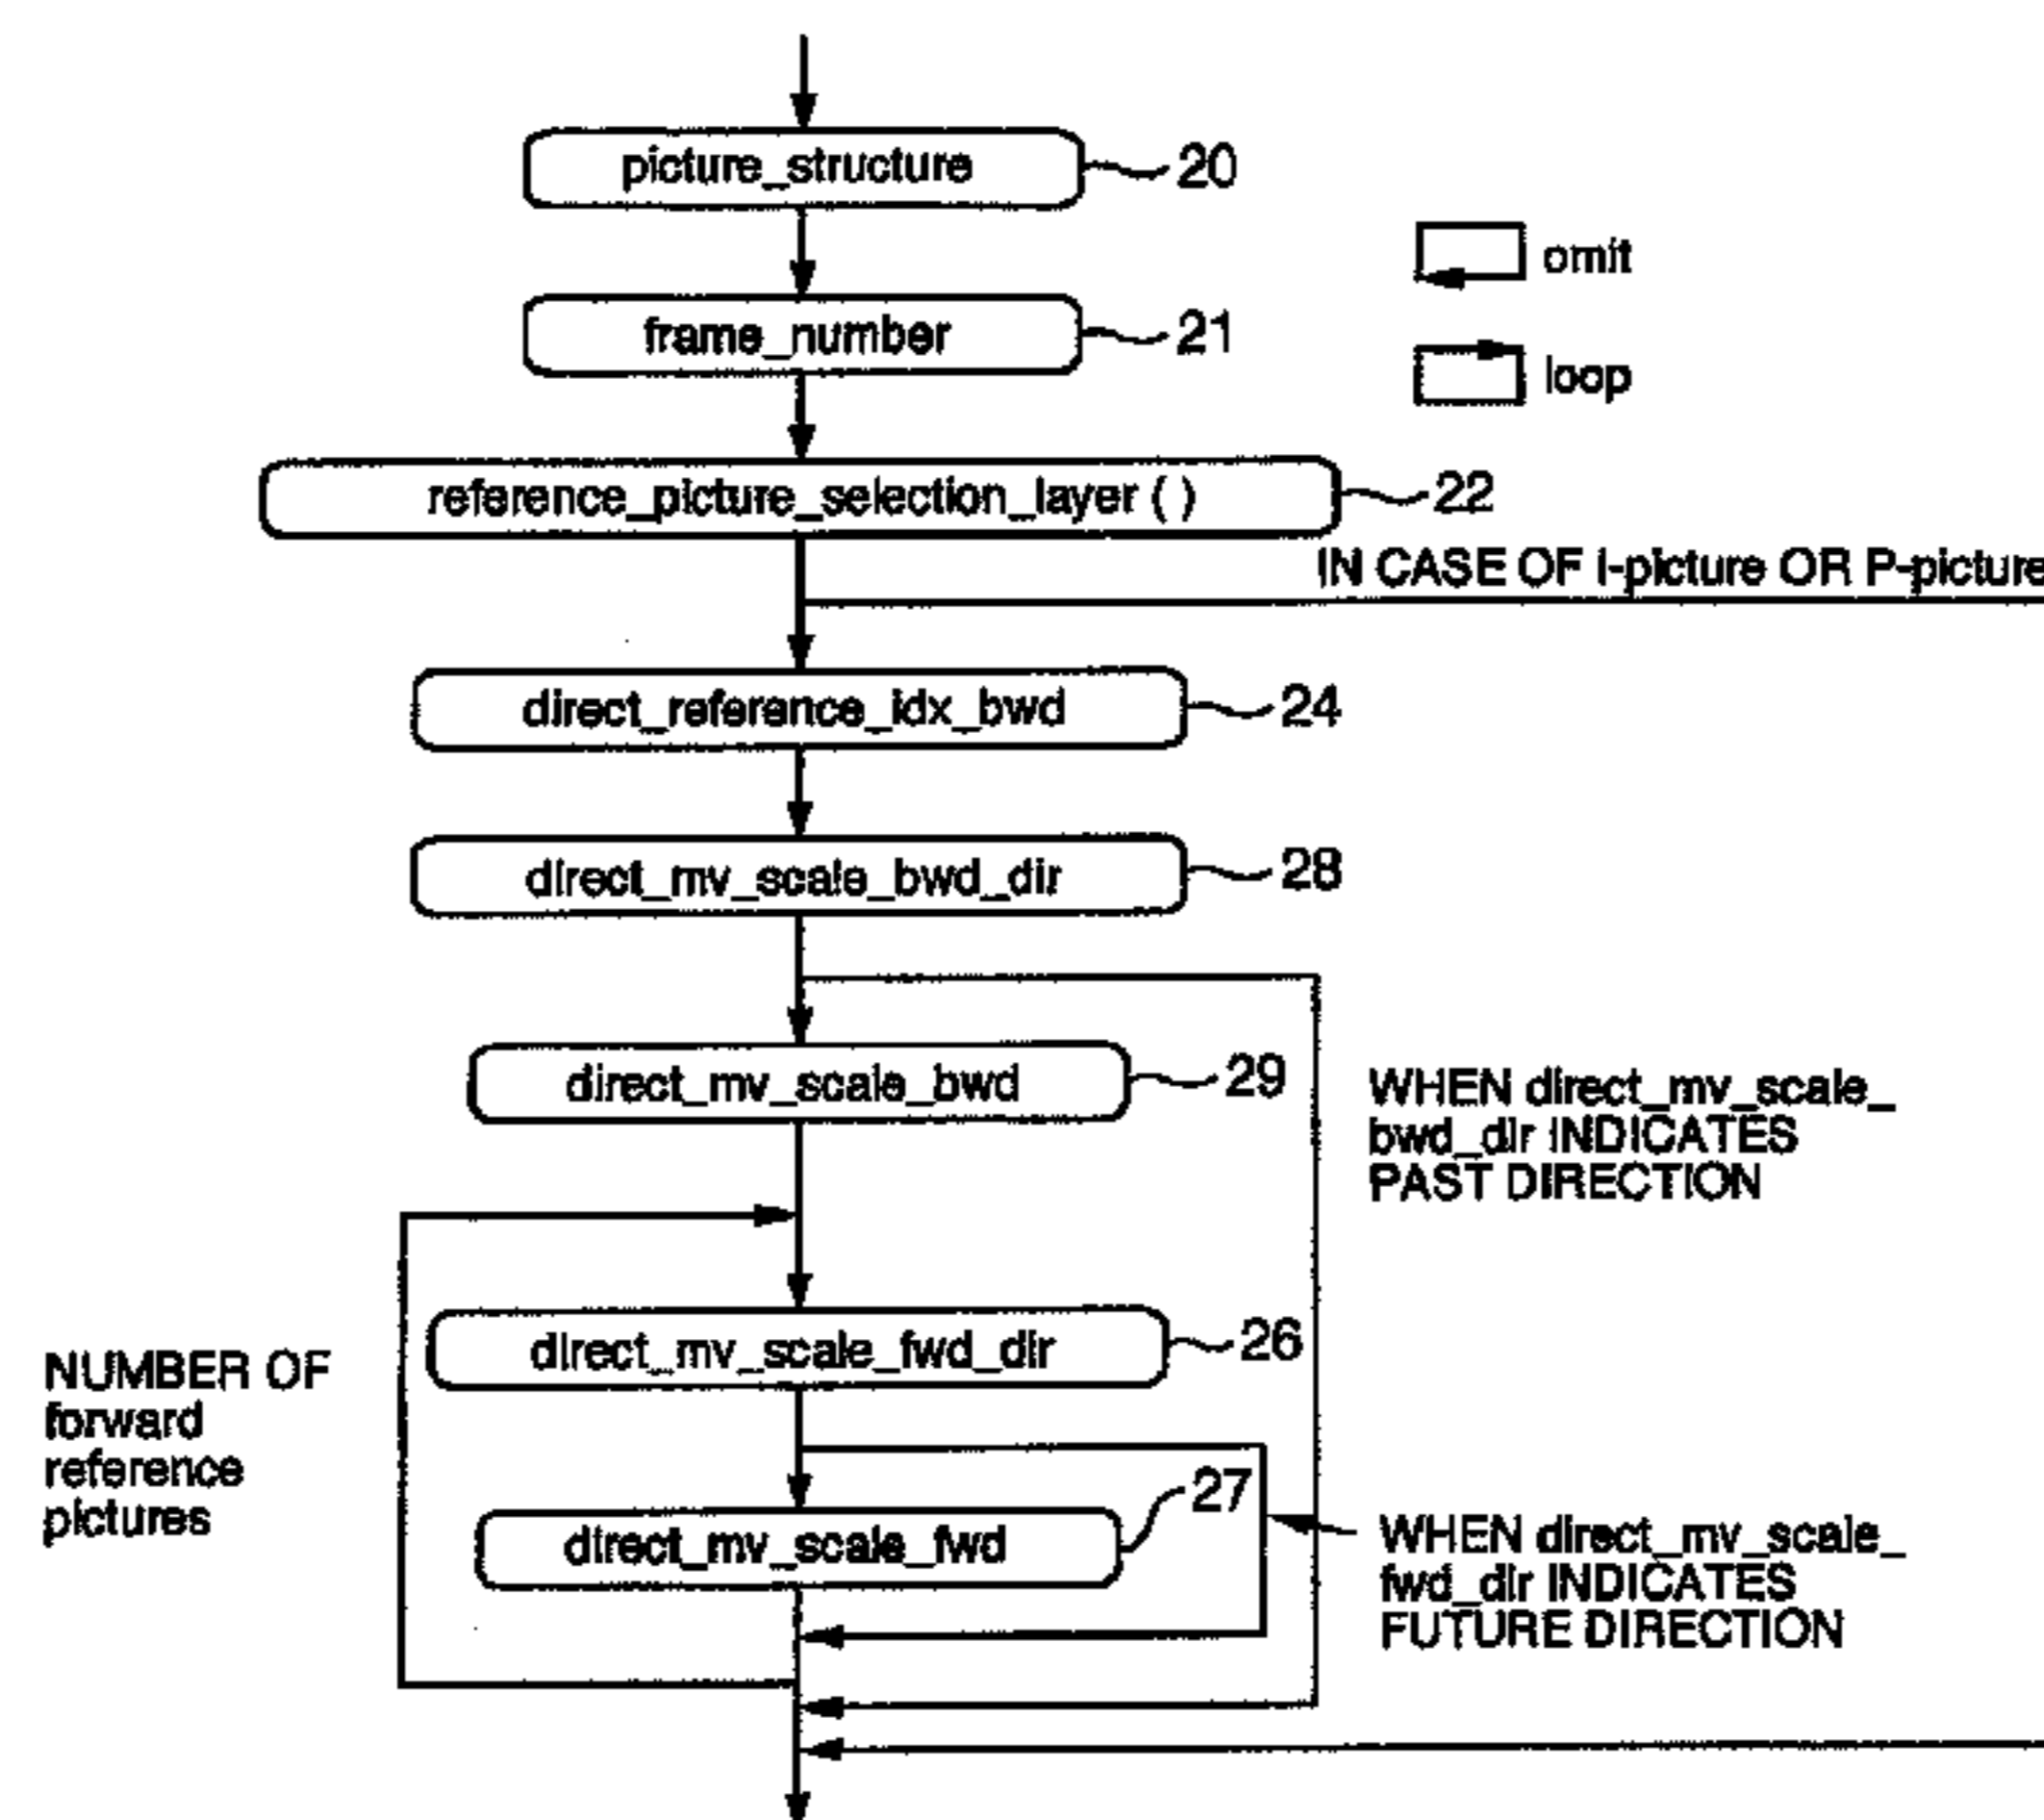 picture_structure
20
omit
frame_number
21
loop
reference_picture_selection_layer ( )
22
IN CASE OF I-picture OR P-picture
direct_reference_idx_bwd
24
direct_mv_scale_bwd_dir
28
direct_mv_scale_bwd
29
WHEN direct_mv_scale_
bwd_dir INDICATES
PAST DIRECTION
direct_mv_scale_fwd_dir
26
NUMBER OF
forward
reference
pictures
27
direct_mv_scale_fwd
WHEN direct_mv_scale_
fwd_dir INDICATES
FUTURE DIRECTION